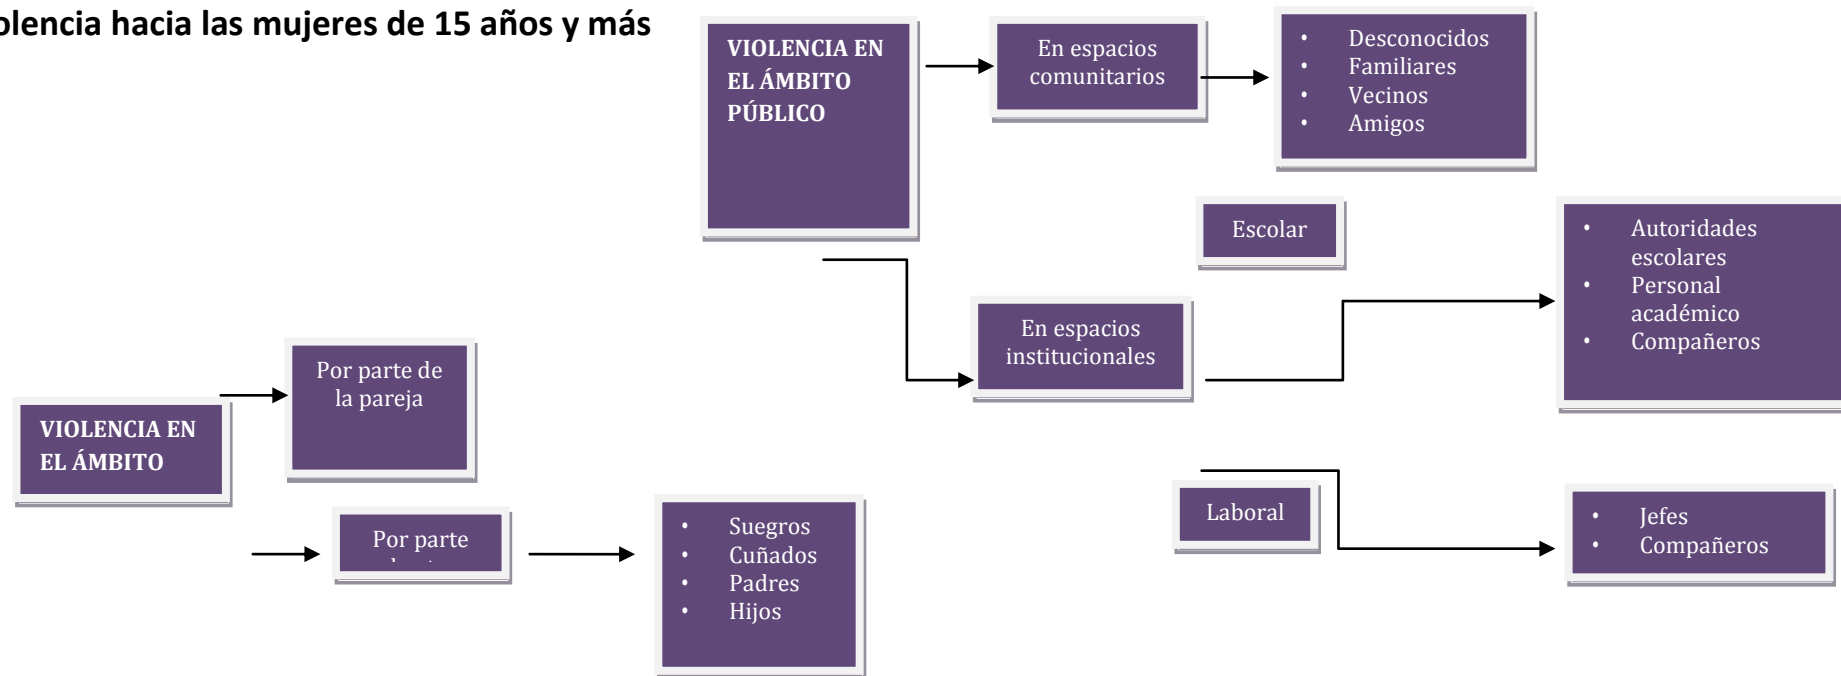 olencia hacia las mujeres de 15 años y más
VIOLENCIA EN
EL ÁMBITO
PÚBLICO
En espacios
comunitarios
• Desconocidos
• Familiares
• Vecinos
• Amigos
Escolar
• Autoridades
escolares
• Personal
académico
• Compañeros
En espacios
institucionales
Por parte de
la pareja
VIOLENCIA EN
EL ÁMBITO
Por parte
• Suegros
• Cuñados
• Padres
• Hijos
Laboral
• Jefes
• Compañeros